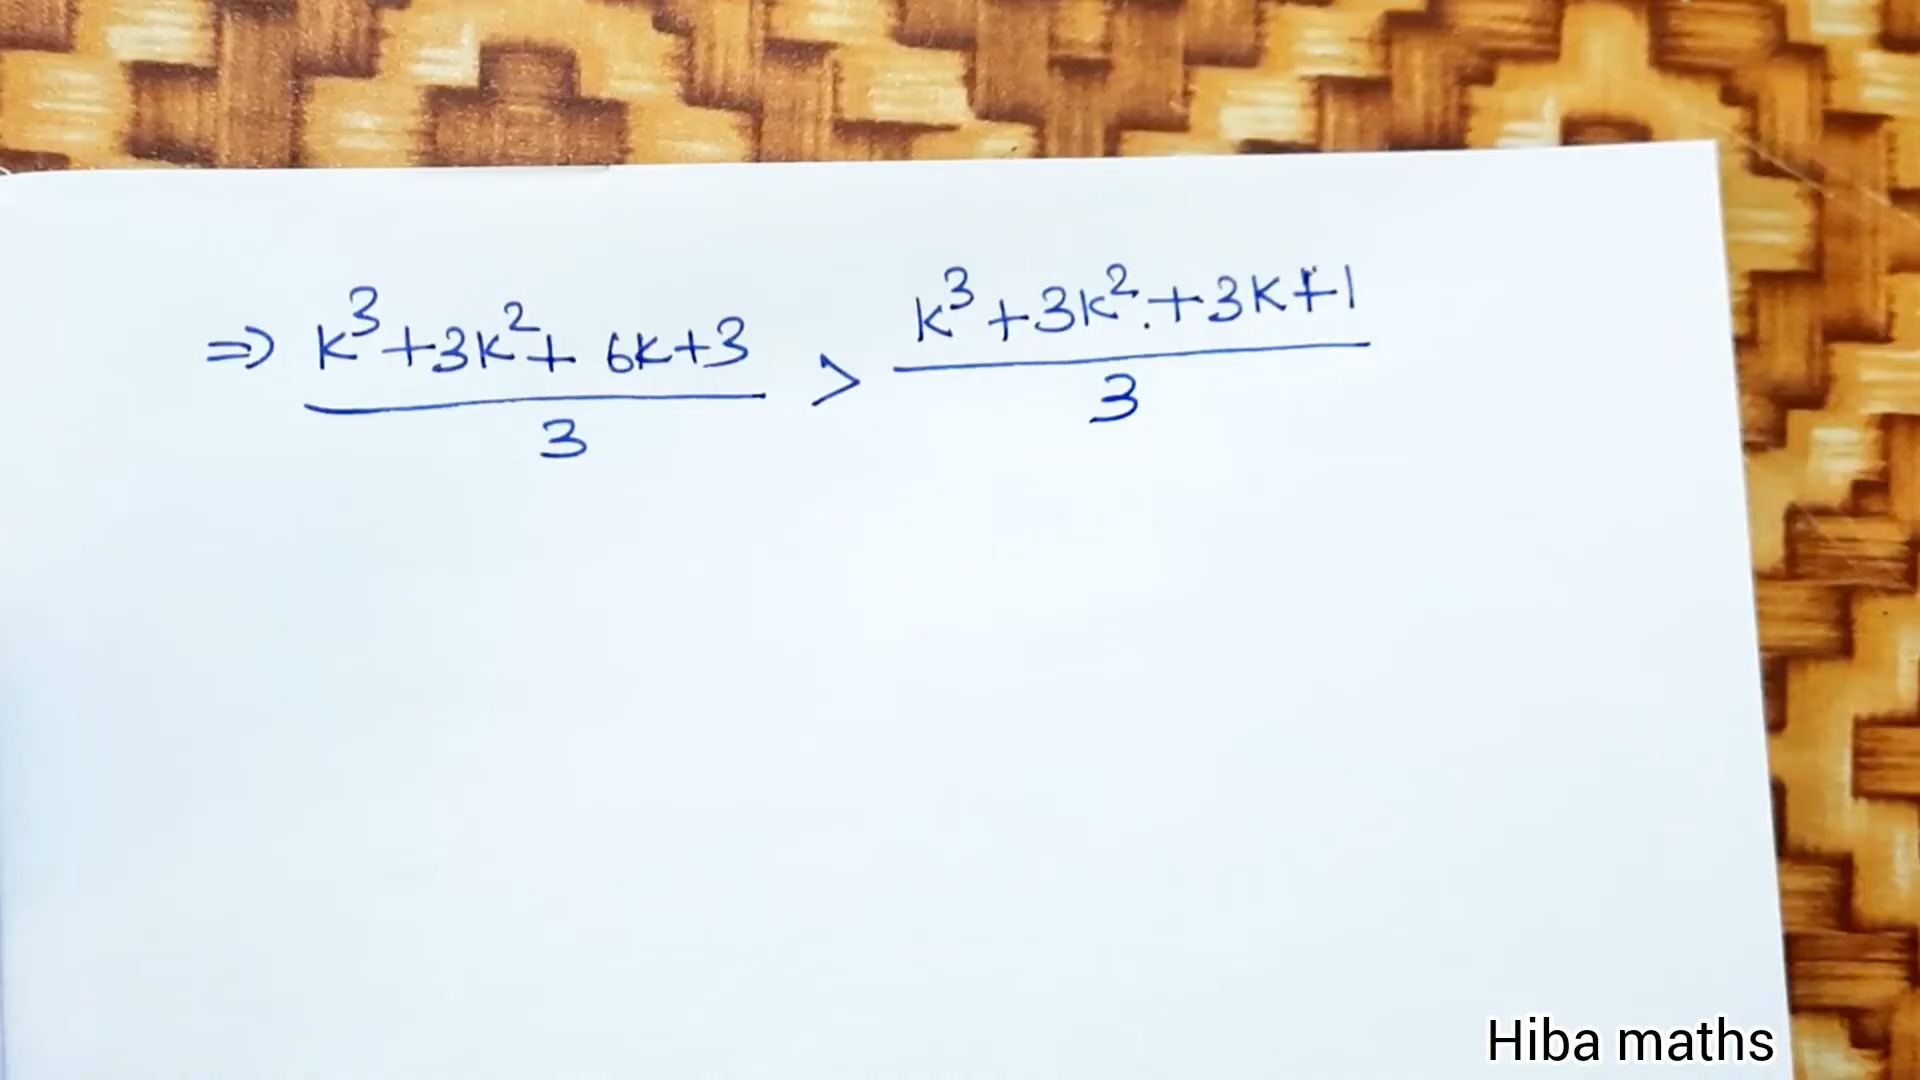 ⇒ k³+3k²+ 6k+3 / 3 > k³+3k²+3k+1 / 3
Hiba maths